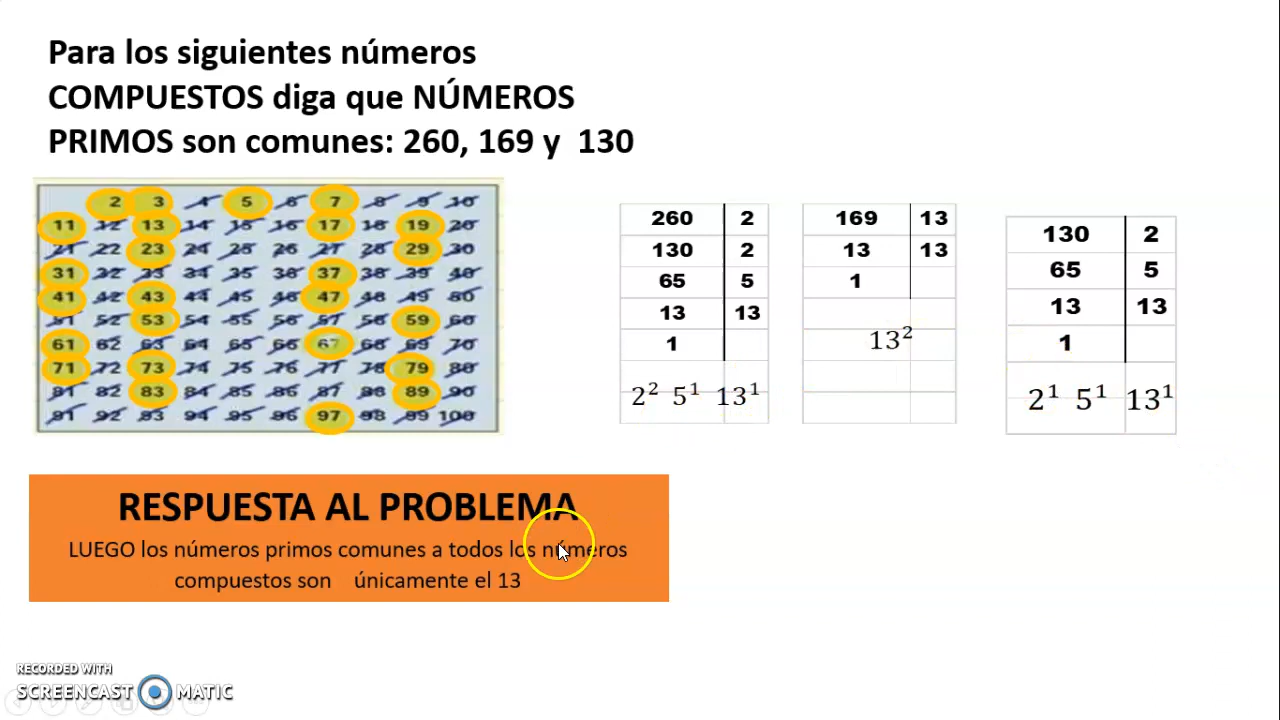 Para los siguientes números
COMPUESTOS diga que NÚMEROS
PRIMOS son comunes: 260, 169 y 130
2 3 4 5 6 7 8 9 10
11 12 13 14 15 16 17 18 19 20
21 22 23 24 25 26 27 28 29 30
31 32 33 34 35 36 37 38 39 40
41 42 43 44 45 46 47 48 49 50
51 52 53 54 55 56 57 58 59 60
61 62 63 64 65 66 67 68 69 70
71 72 73 74 75 76 77 78 79 80
81 82 83 84 85 86 87 88 89 90
91 92 93 94 95 96 97 98 99 100
260 2
130 2
65 5
13 13
1
2² 5¹ 13¹
169 13
13 13
1
13²
130 2
65 5
13 13
1
2¹ 5¹ 13¹
RESPUESTA AL PROBLEMA
LUEGO los números primos comunes a todos los números
compuestos son únicamente el 13
RECORDED WITH
SCREENCAST MATIC